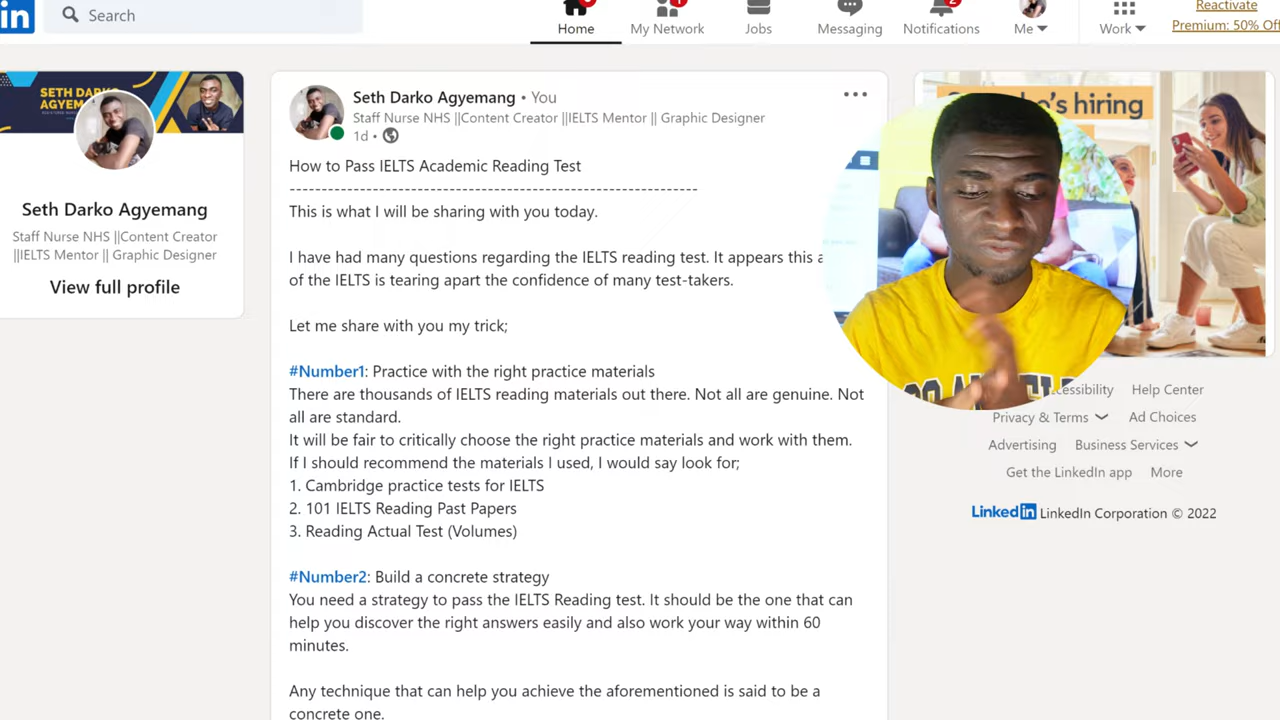 in
Search
Home
My Network
Jobs
Messaging
Notifications
2
Me
Work
Reactivate
Premium: 50% Off
SETH DARKO
Seth Darko Agyemang
Staff Nurse NHS ||Content Creator
||IELTS Mentor || Graphic Designer
View full profile
Seth Darko Agyemang • You
Staff Nurse NHS ||Content Creator ||IELTS Mentor || Graphic Designer
1d •
How to Pass IELTS Academic Reading Test
---------------------------------------------------------------
This is what I will be sharing with you today.
I have had many questions regarding the IELTS reading test. It appears this
of the IELTS is tearing apart the confidence of many test-takers.
Let me share with you my trick;
#Number1: Practice with the right practice materials
There are thousands of IELTS reading materials out there. Not all are genuine. Not
all are standard.
It will be fair to critically choose the right practice materials and work with them.
If I should recommend the materials I used, I would say look for;
1. Cambridge practice tests for IELTS
2. 101 IELTS Reading Past Papers
3. Reading Actual Test (Volumes)
#Number2: Build a concrete strategy
You need a strategy to pass the IELTS Reading test. It should be the one that can
help you discover the right answers easily and also work your way within 60
minutes.
Any technique that can help you achieve the aforementioned is said to be a
concrete one.
hiring
Help Center
Privacy & Terms
Ad Choices
Advertising
Business Services
Get the LinkedIn app
More
LinkedIn LinkedIn Corporation © 2022